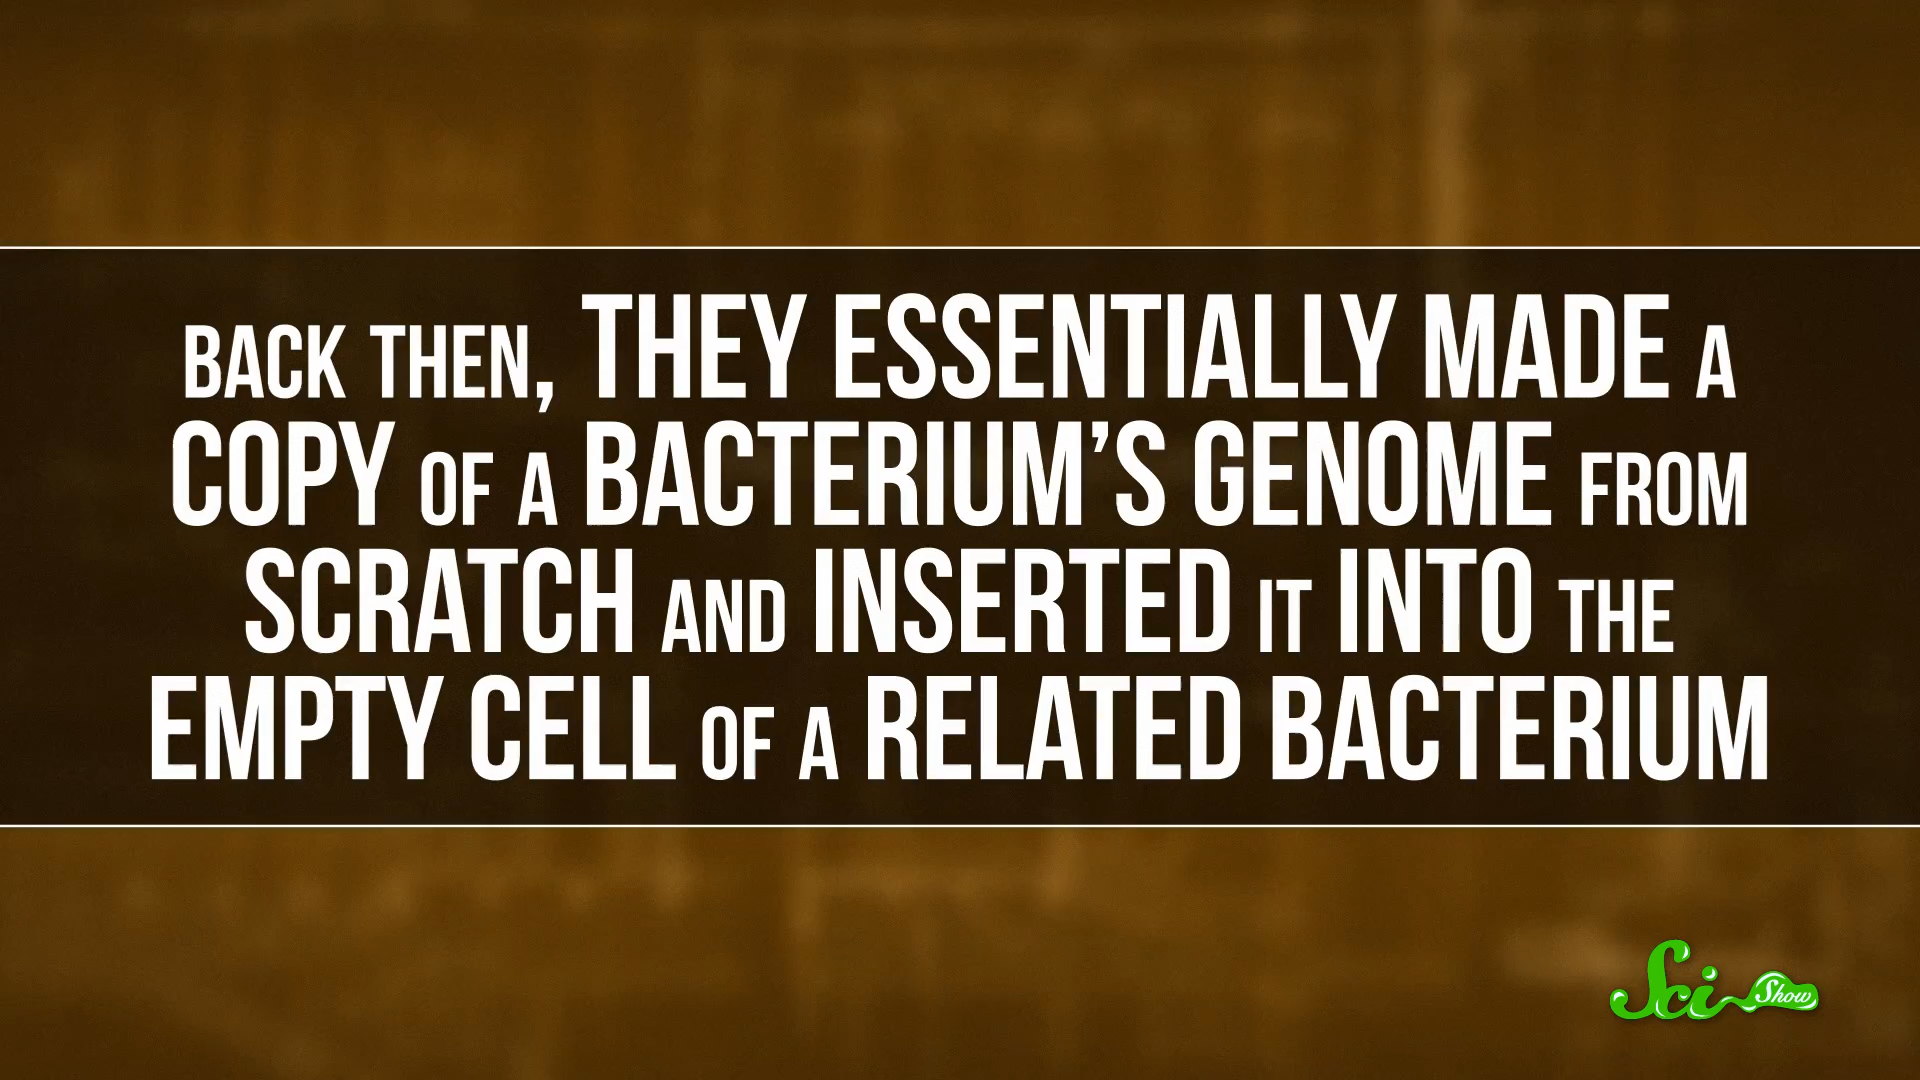 BACK THEN, THEY ESSENTIALLY MADE A
COPY OF A BACTERIUM'S GENOME FROM
SCRATCH AND INSERTED IT INTO THE
EMPTY CELL OF A RELATED BACTERIUM
Sci Show